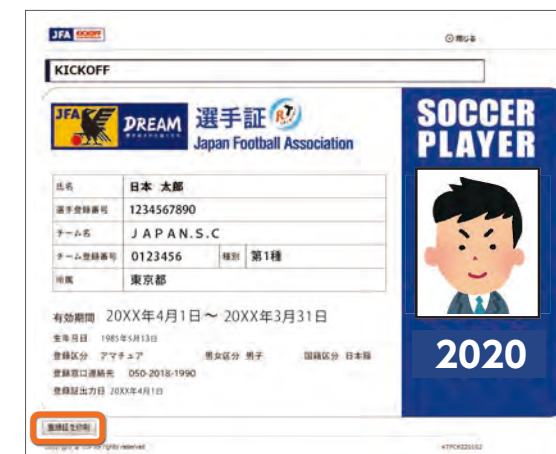 JFA KICKOFF
閉じる
KICKOFF
JFA
DREAM
選手証
Japan Football Association
SOCCER
PLAYER
氏名 日本 太郎
選手登録番号 1234567890
チーム名 JAPAN.S.C
チーム登録番号 0123456 種別 第1種
所属 東京都
有効期間 20XX年4月1日～20XX年3月31日
生年月日 1985年5月13日
登録区分 アマチュア 男女区分 男子 国籍区分 日本籍
登録窓口連絡先 050-2018-1990
登録証出力日 20XX年4月1日
2020
登録証を印刷
rights reserved